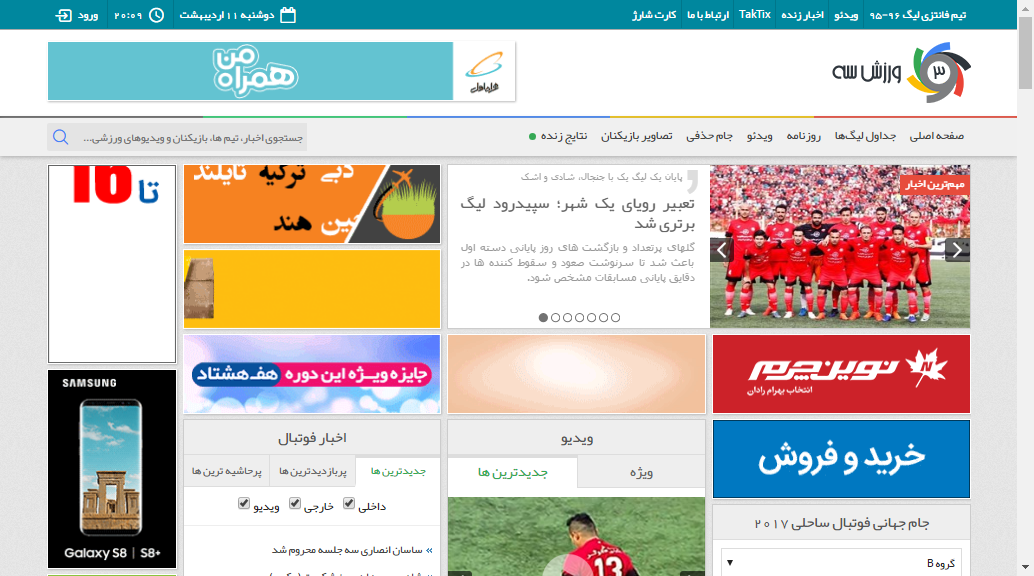 تیم فانتزی لیگ ۹۶-۹۵
ویدئو
اخبار زنده
TakTix
ارتباط با ما
کارت شارژ
دوشنبه ۱۱ اردیبهشت
۲۰:۰۹
ورود
ورزش سه
۳
همراه اول
همراه من
صفحه اصلی
جداول لیگ‌ها
روزنامه
ویدئو
جام حذفی
تصاویر بازیکنان
نتایج زنده
جستجوی اخبار، تیم ها، بازیکنان و ویدیوهای ورزشی...
مهم‌ترین اخبار
پایان یک لیگ یک با جنجال، شادی و اشک
تعبیر رویای یک شهر؛ سپیدرود لیگ
برتری شد
گلهای پرتعداد و بازگشت های روز پایانی دسته اول
باعث شد تا سرنوشت صعود و سقوط کننده ها در
دقایق پایانی مسابقات مشخص شود.
دبی ترکیه تایلند
چین هند
تا 16
نوین چرم
انتخاب بهرام رادان
جایزه ویژه این دوره هفـهشتاد
خرید و فروش
SAMSUNG
Galaxy S8 | S8+
جام جهانی فوتبال ساحلی ۲۰۱۷
گروه B
ویدیو
ویژه
جدیدترین ها
13
اخبار فوتبال
جدیدترین ها
پربازدیدترین ها
پرحاشیه ترین ها
داخلی
خارجی
ویدیو
» ساسان انصاری سه جلسه محروم شد